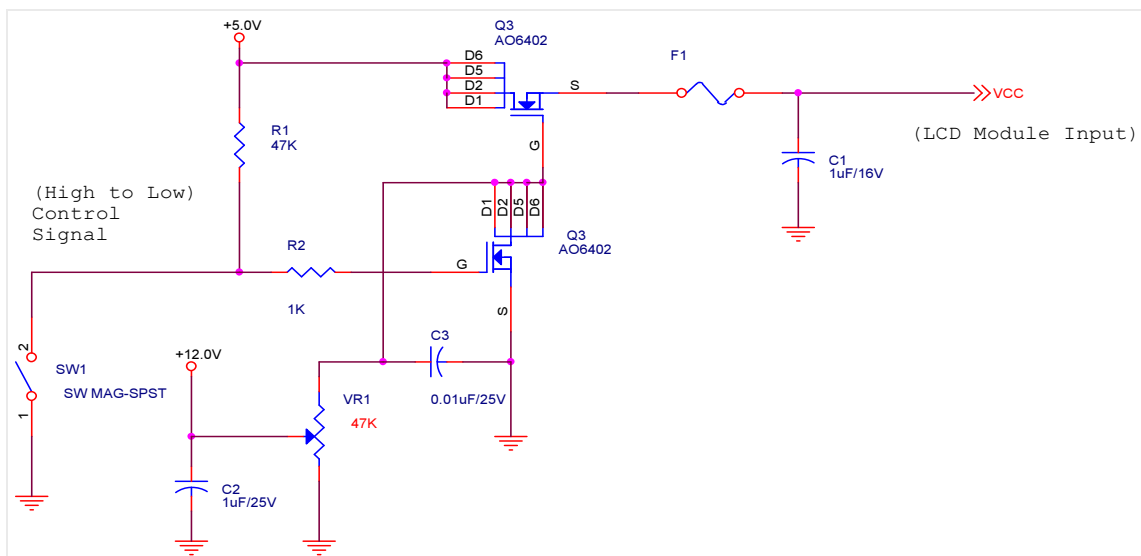 +5.0V
Q3
AO6402
D6
D5
D2
D1
S
G
F1
VCC
(LCD Module Input)
R1
47K
C1
1uF/16V
(High to Low)
Control
Signal
D1
D2
D5
D6
Q3
AO6402
R2
1K
G
S
C3
0.01uF/25V
+12.0V
2
1
SW1
SW MAG-SPST
VR1
47K
C2
1uF/25V